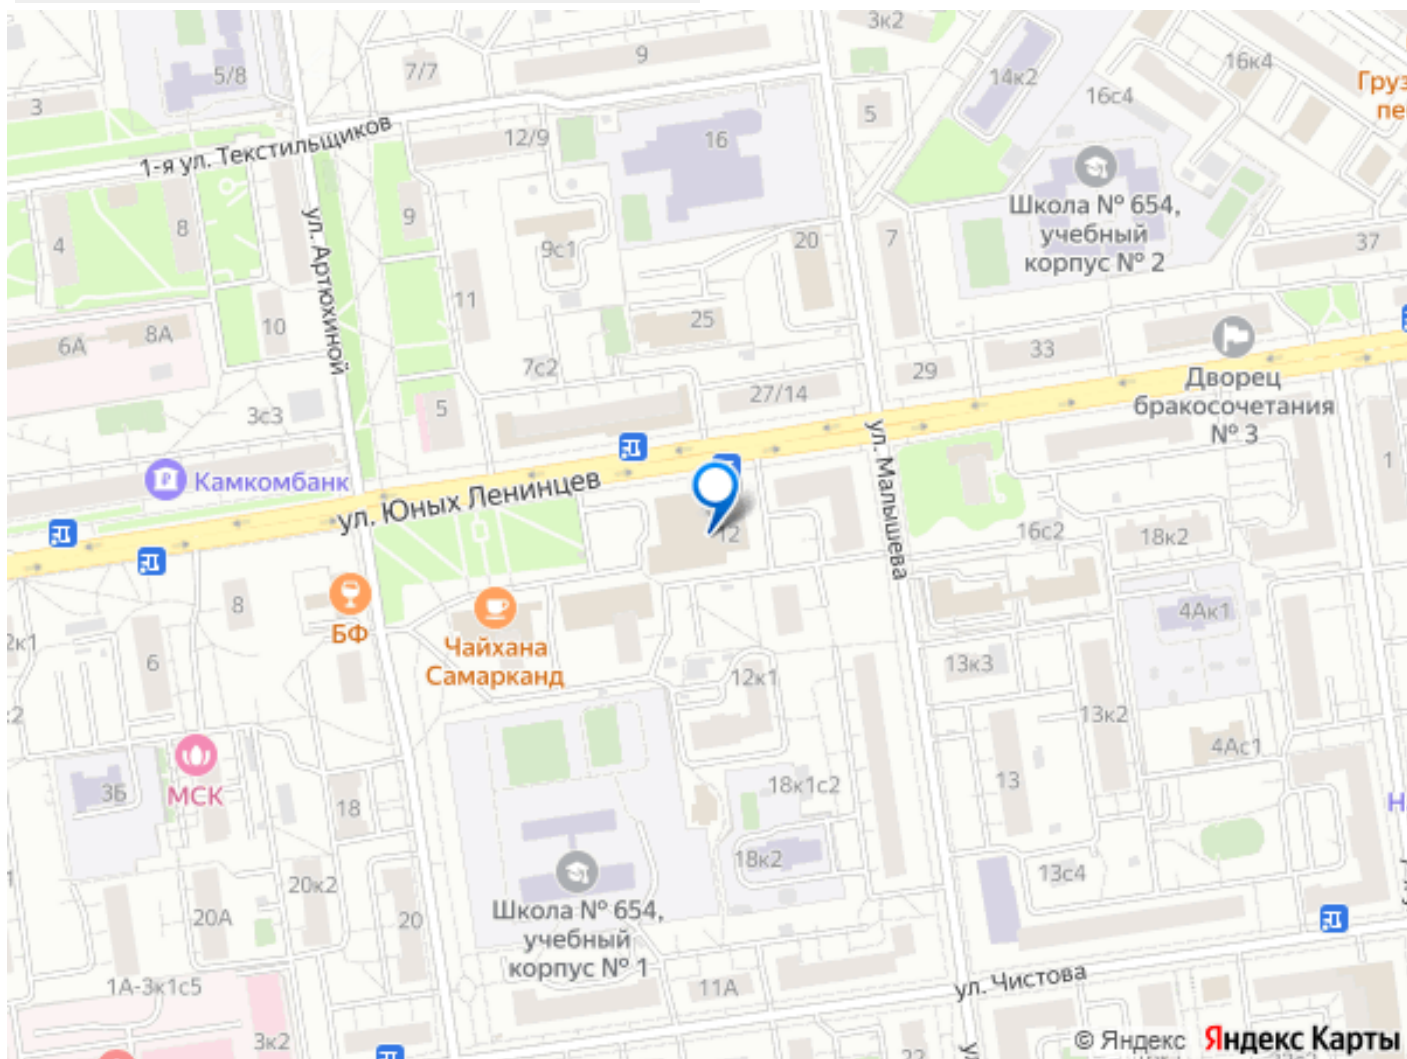 3к2
9
7/7
5/8
3
16к4
14к2
16с4
Груз
пе
5
12/9
16
1-я ул. Текстильщиков
Школа № 654,
учебный
корпус № 2
ул. Артюхиной
9
8
4
9с1
20
7
37
11
25
10
8А
6А
7с2
33
29
27/14
Дворец
бракосочетания
№ 3
5
3с3
ул. Малышева
Камкомбанк
ул. Юных Ленинцев
1
12
16с2
18к2
8
БФ
Чайхана
Самарканд
4Ак1
2к1
6
13к3
12к1
13к2
4Ас1
МСК
3Б
18
18к1с2
13
18к2
13с4
20к2
20А
20
Школа № 654,
учебный
корпус № 1
1А-3к1с5
11А
ул. Чистова
3к2
22
© Яндекс Яндекс Карты